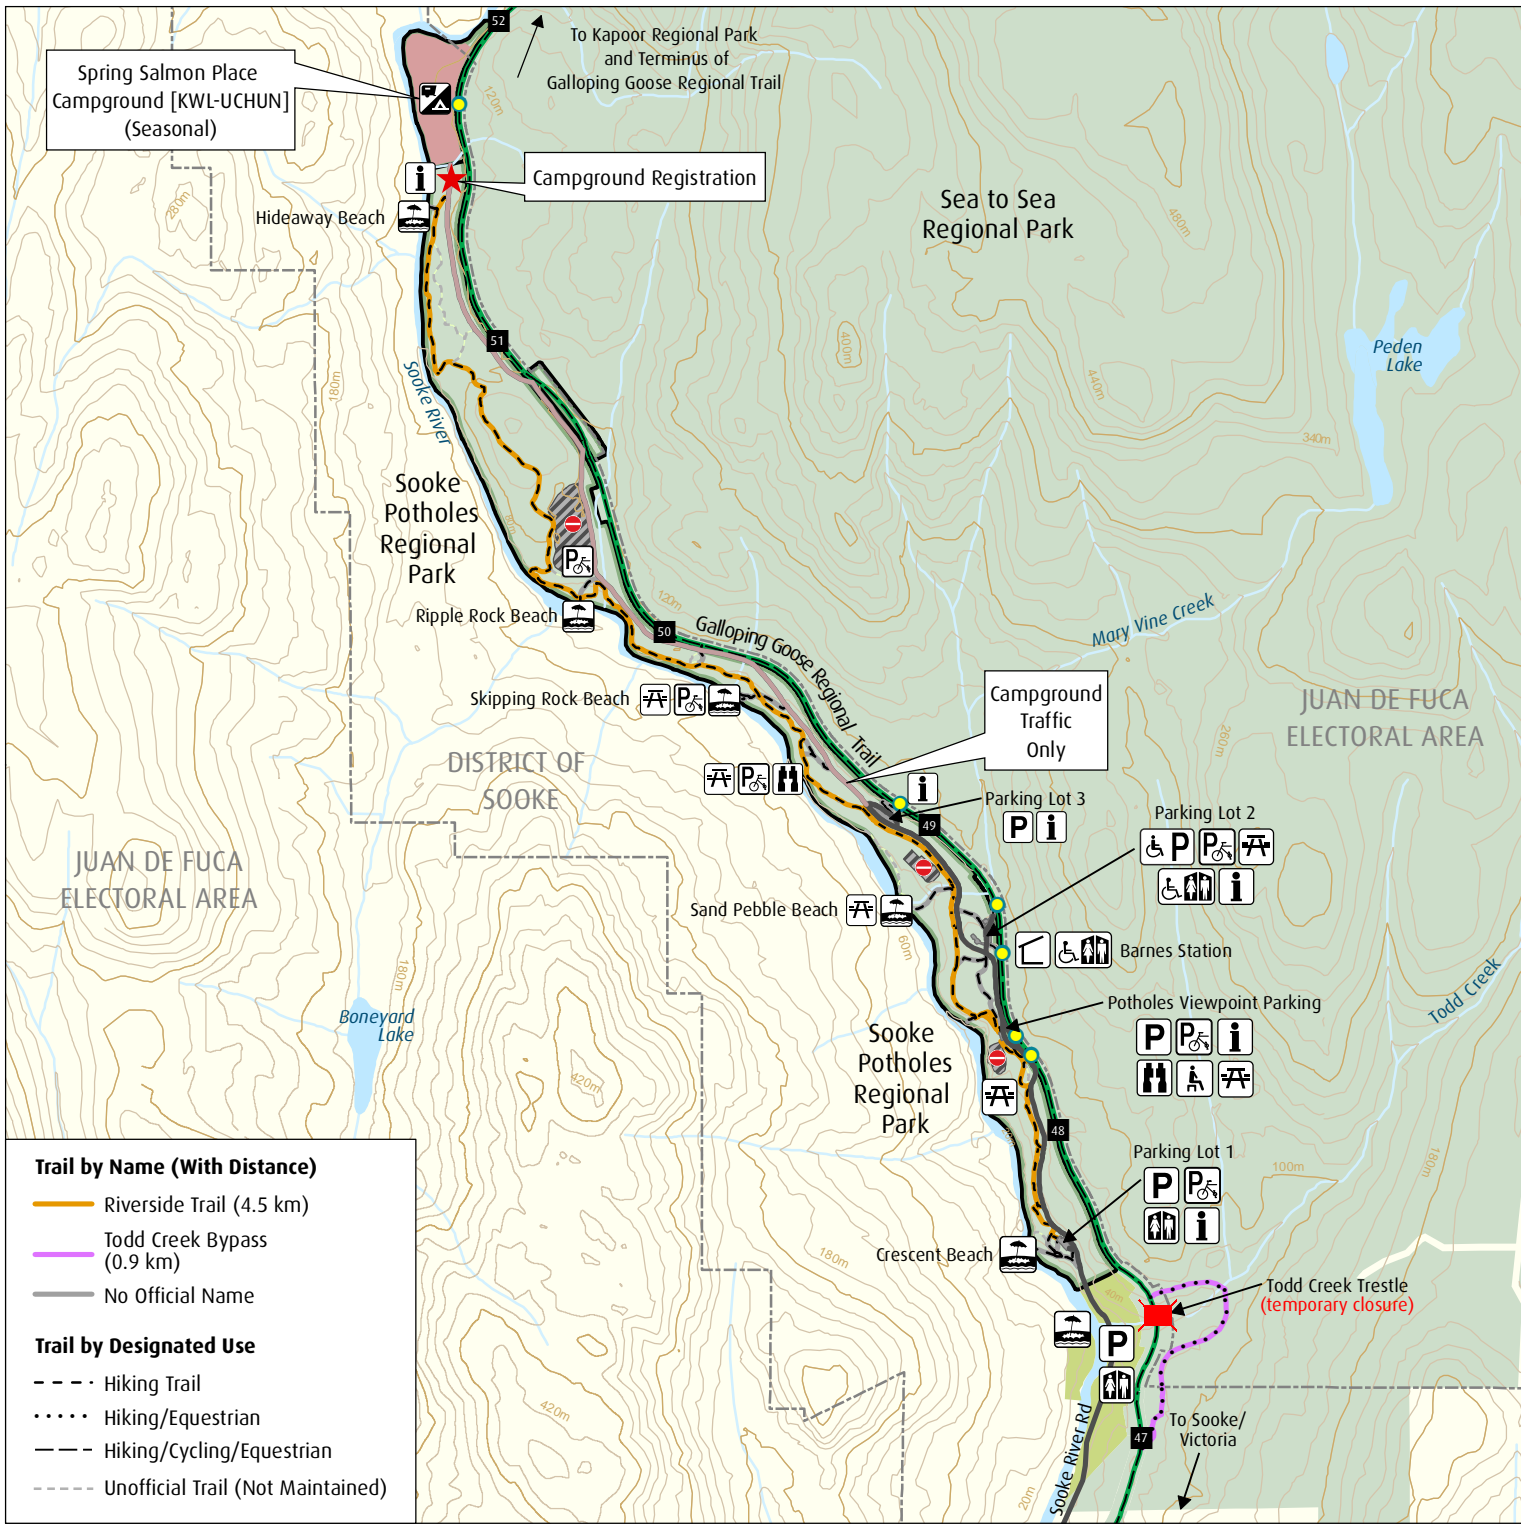 52
To Kapoor Regional Park
and Terminus of
Galloping Goose Regional Trail
Spring Salmon Place
Campground [KWL-UCHUN]
(Seasonal)
120m
i
Campground Registration
Hideaway Beach
280m
Sea to Sea
Regional Park
480m
51
180m
Sooke River
400m
Peden
Lake
440m
340m
Sooke
Potholes
Regional
Park
P
Ripple Rock Beach
120m
50
Galloping Goose Regional Trail
Mary Vine Creek
Skipping Rock Beach
P
Campground
Traffic
Only
JUAN DE FUCA
ELECTORAL AREA
260m
DISTRICT OF
SOOKE
P
i
Parking Lot 3
P i
49
Parking Lot 2
P P
i
JUAN DE FUCA
ELECTORAL AREA
Sand Pebble Beach
60m
180m
Barnes Station
Boneyard
Lake
Todd Creek
Potholes Viewpoint Parking
P P i
Sooke
Potholes
Regional
Park
420m
48
Parking Lot 1
P P
i
100m
180m
Crescent Beach
180m
40m
Todd Creek Trestle
(temporary closure)
P
420m
47
To Sooke/
Victoria
Sooke River Rd
20m
Trail by Name (With Distance)
Riverside Trail (4.5 km)
Todd Creek Bypass
(0.9 km)
No Official Name
Trail by Designated Use
Hiking Trail
Hiking/Equestrian
Hiking/Cycling/Equestrian
Unofficial Trail (Not Maintained)